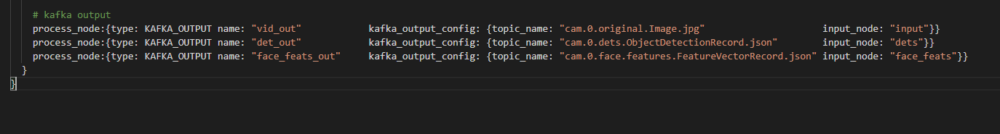 # kafka output
process_node:{type: KAFKA_OUTPUT name: "vid_out" kafka_output_config: {topic_name: "cam.0.original.Image.jpg" input_node: "input"}}
process_node:{type: KAFKA_OUTPUT name: "det_out" kafka_output_config: {topic_name: "cam.0.dets.ObjectDetectionRecord.json" input_node: "dets"}}
process_node:{type: KAFKA_OUTPUT name: "face_feats_out" kafka_output_config: {topic_name: "cam.0.face.features.FeatureVectorRecord.json" input_node: "face_feats"}}
}
}